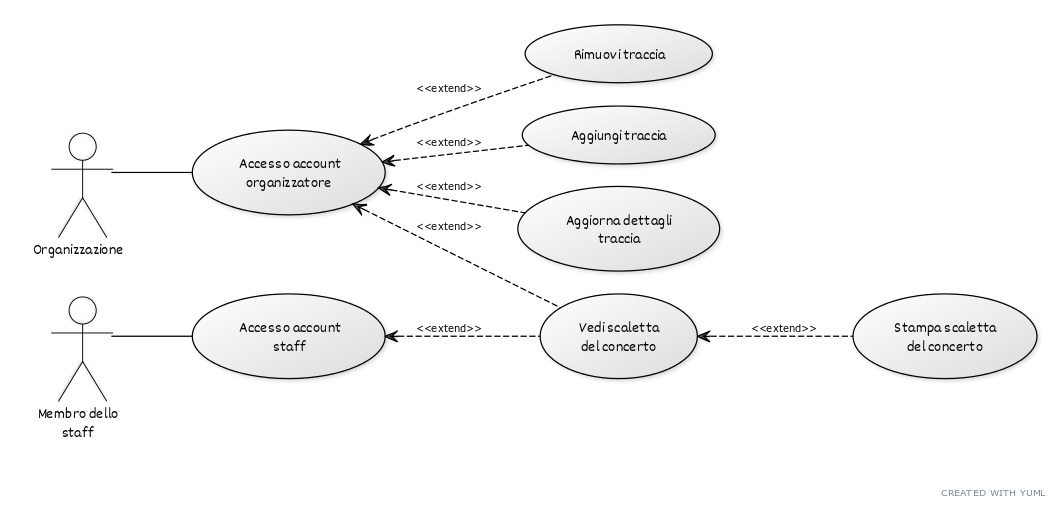 Rimuovi traccia
<<extend>>
Aggiungi traccia
<<extend>>
Accesso account
organizzatore
<<extend>>
Aggiorna dettagli
traccia
<<extend>>
Organizzazione
Accesso account
staff
<<extend>>
Vedi scaletta
del concerto
<<extend>>
Stampa scaletta
del concerto
Membro dello
staff
CREATED WITH YUML